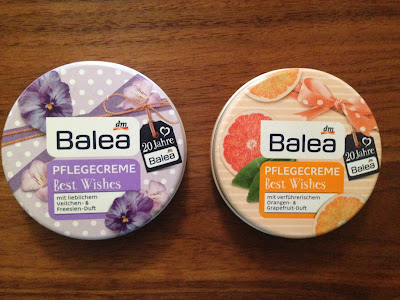 dm
Balea
20 Jahre
Balea
PFLEGECREME
Best Wishes
mit lieblichem
Veilchen- &
Freesien-Duft
dm
Balea
20 Jahre
Balea
PFLEGECREME
Best Wishes
mit verführerischem
Orangen- &
Grapefruit-Duft